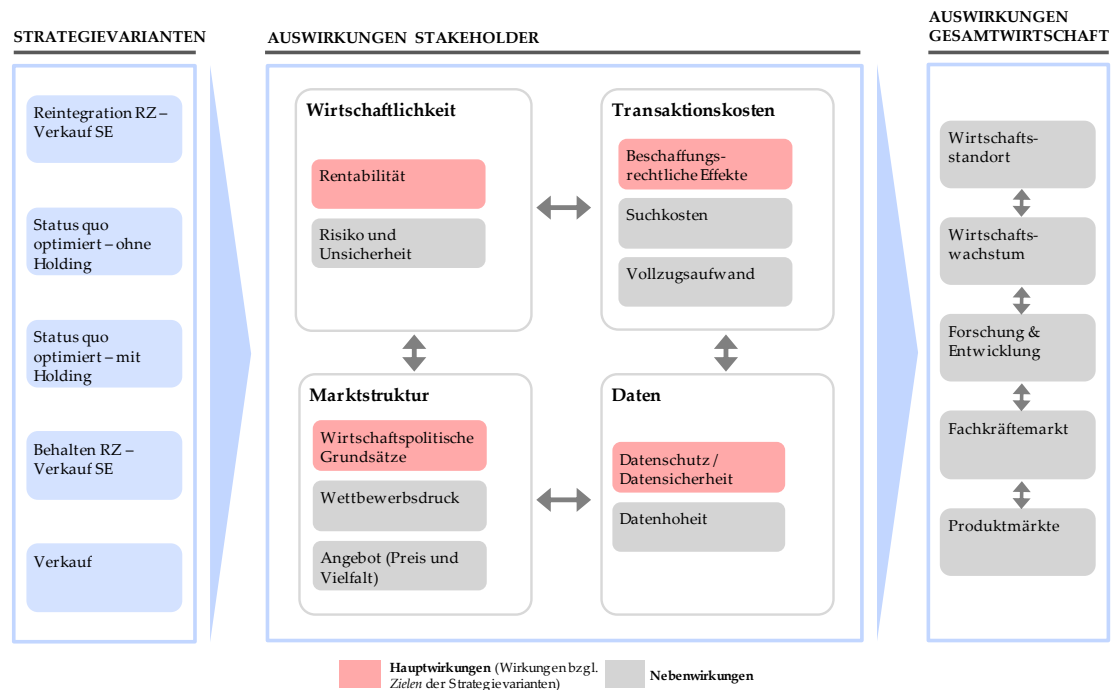 STRATEGIEVARIANTEN
Reintegration RZ –
Verkauf SE
Status quo
optimiert – ohne
Holding
Status quo
optimiert – mit
Holding
Behalten RZ –
Verkauf SE
Verkauf
AUSWIRKUNGEN STAKEHOLDER
Wirtschaftlichkeit
Rentabilität
Risiko und
Unsicherheit
Transaktionskosten
Beschaffungs-
rechtliche Effekte
Suchkosten
Vollzugsaufwand
Marktstruktur
Wirtschaftspolitische
Grundsätze
Wettbewerbsdruck
Angebot (Preis und
Vielfalt)
Daten
Datenschutz /
Datensicherheit
Datenhoheit
AUSWIRKUNGEN
GESAMTWIRTSCHAFT
Wirtschafts-
standort
Wirtschafts-
wachstum
Forschung &
Entwicklung
Fachkräftemarkt
Produktmärkte
Hauptwirkungen (Wirkungen bzgl.
Zielen der Strategievarianten)
Nebenwirkungen